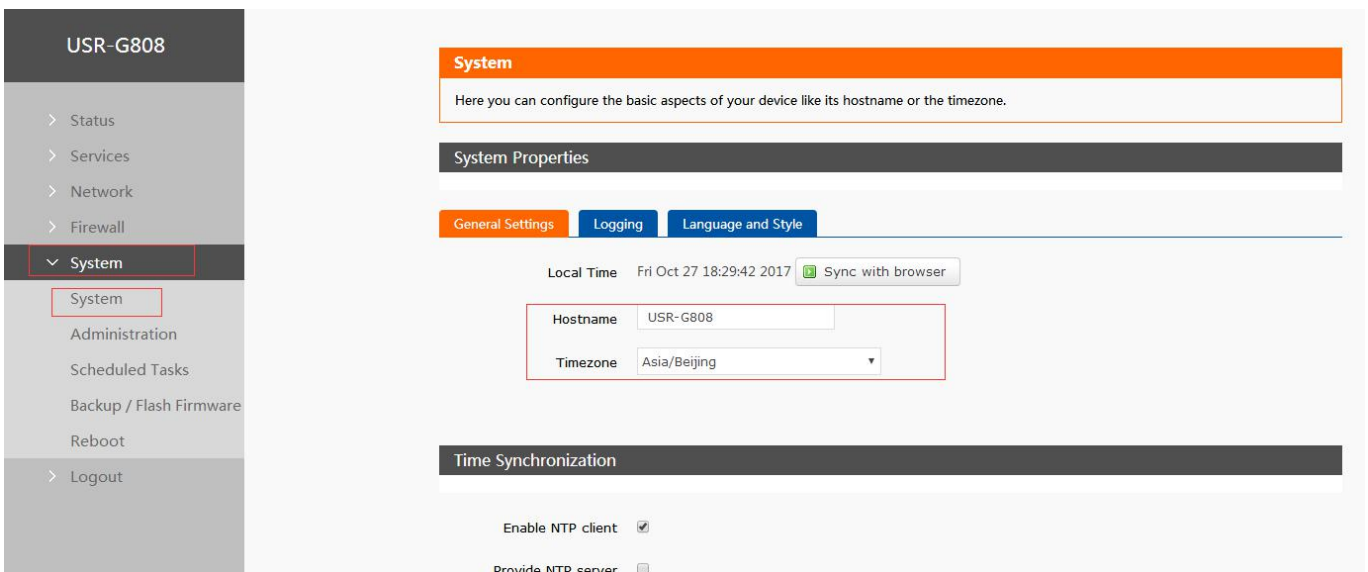 USR-G808
Status
Services
Network
Firewall
System
System
Administration
Scheduled Tasks
Backup / Flash Firmware
Reboot
Logout
System
Here you can configure the basic aspects of your device like its hostname or the timezone.
System Properties
General Settings Logging Language and Style
Local Time Fri Oct 27 18:29:42 2017 Sync with browser
Hostname USR-G808
Timezone Asia/Beijing
Time Synchronization
Enable NTP client
Provide NTP server